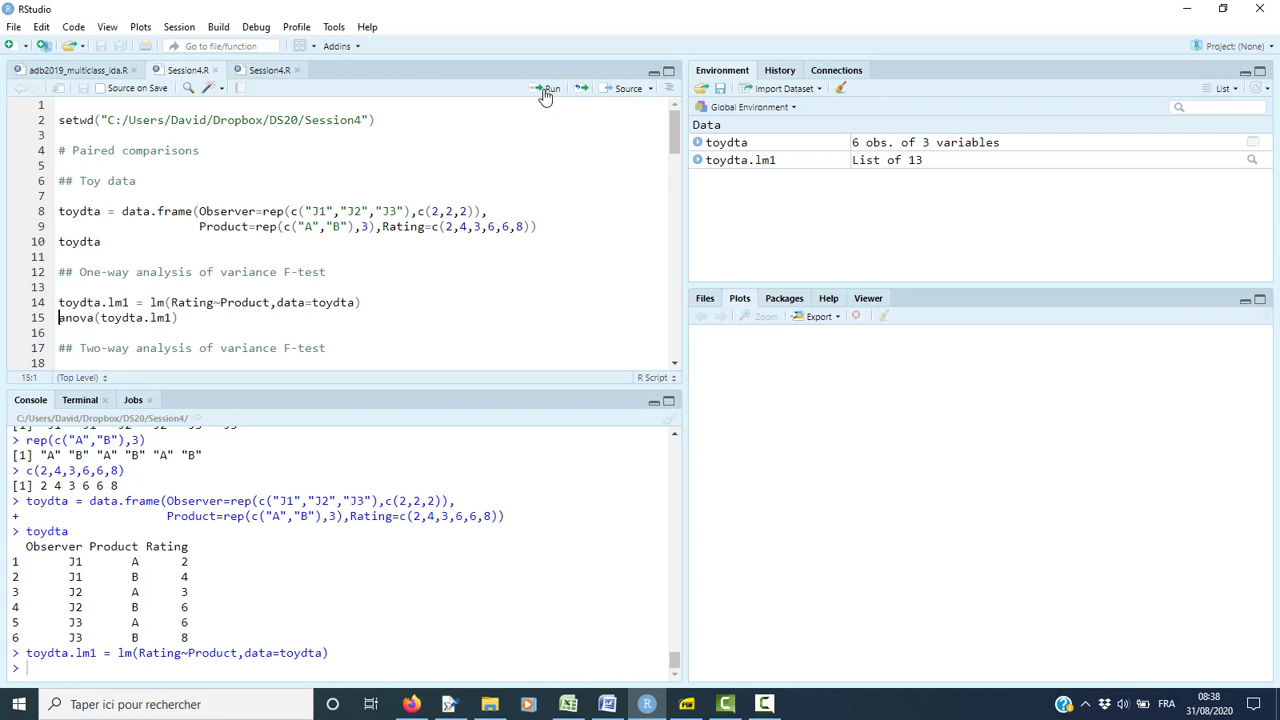 RStudio
File Edit Code View Plots Session Build Debug Profile Tools Help
Go to file/function Addins Project: (None)
adb2019_multiclass_lda.R Session4.R Session4.R
Source on Save Run Source
1
2 setwd("C:/Users/David/Dropbox/DS20/Session4")
3
4 # Paired comparisons
5
6 ## Toy data
7
8 toydta = data.frame(Observer=rep(c("J1","J2","J3"),c(2,2,2)),
9 Product=rep(c("A","B"),3),Rating=c(2,4,3,6,6,8))
10 toydta
11
12 ## One-way analysis of variance F-test
13
14 toydta.lm1 = lm(Rating~Product,data=toydta)
15 anova(toydta.lm1)
16
17 ## Two-way analysis of variance F-test
18
15:1 (Top Level) R Script
Console Terminal Jobs
C:/Users/David/Dropbox/DS20/Session4/
> rep(c("A","B"),3)
[1] "A" "B" "A" "B" "A" "B"
> c(2,4,3,6,6,8)
[1] 2 4 3 6 6 8
> toydta = data.frame(Observer=rep(c("J1","J2","J3"),c(2,2,2)),
+ Product=rep(c("A","B"),3),Rating=c(2,4,3,6,6,8))
> toydta
Observer Product Rating
1 J1 A 2
2 J1 B 4
3 J2 A 3
4 J2 B 6
5 J3 A 6
6 J3 B 8
> toydta.lm1 = lm(Rating~Product,data=toydta)
>
Environment History Connections
Import Dataset List
Global Environment
Data
toydta 6 obs. of 3 variables
toydta.lm1 List of 13
Files Plots Packages Help Viewer
Zoom Export
Taper ici pour rechercher
FRA
08:38
31/08/2020